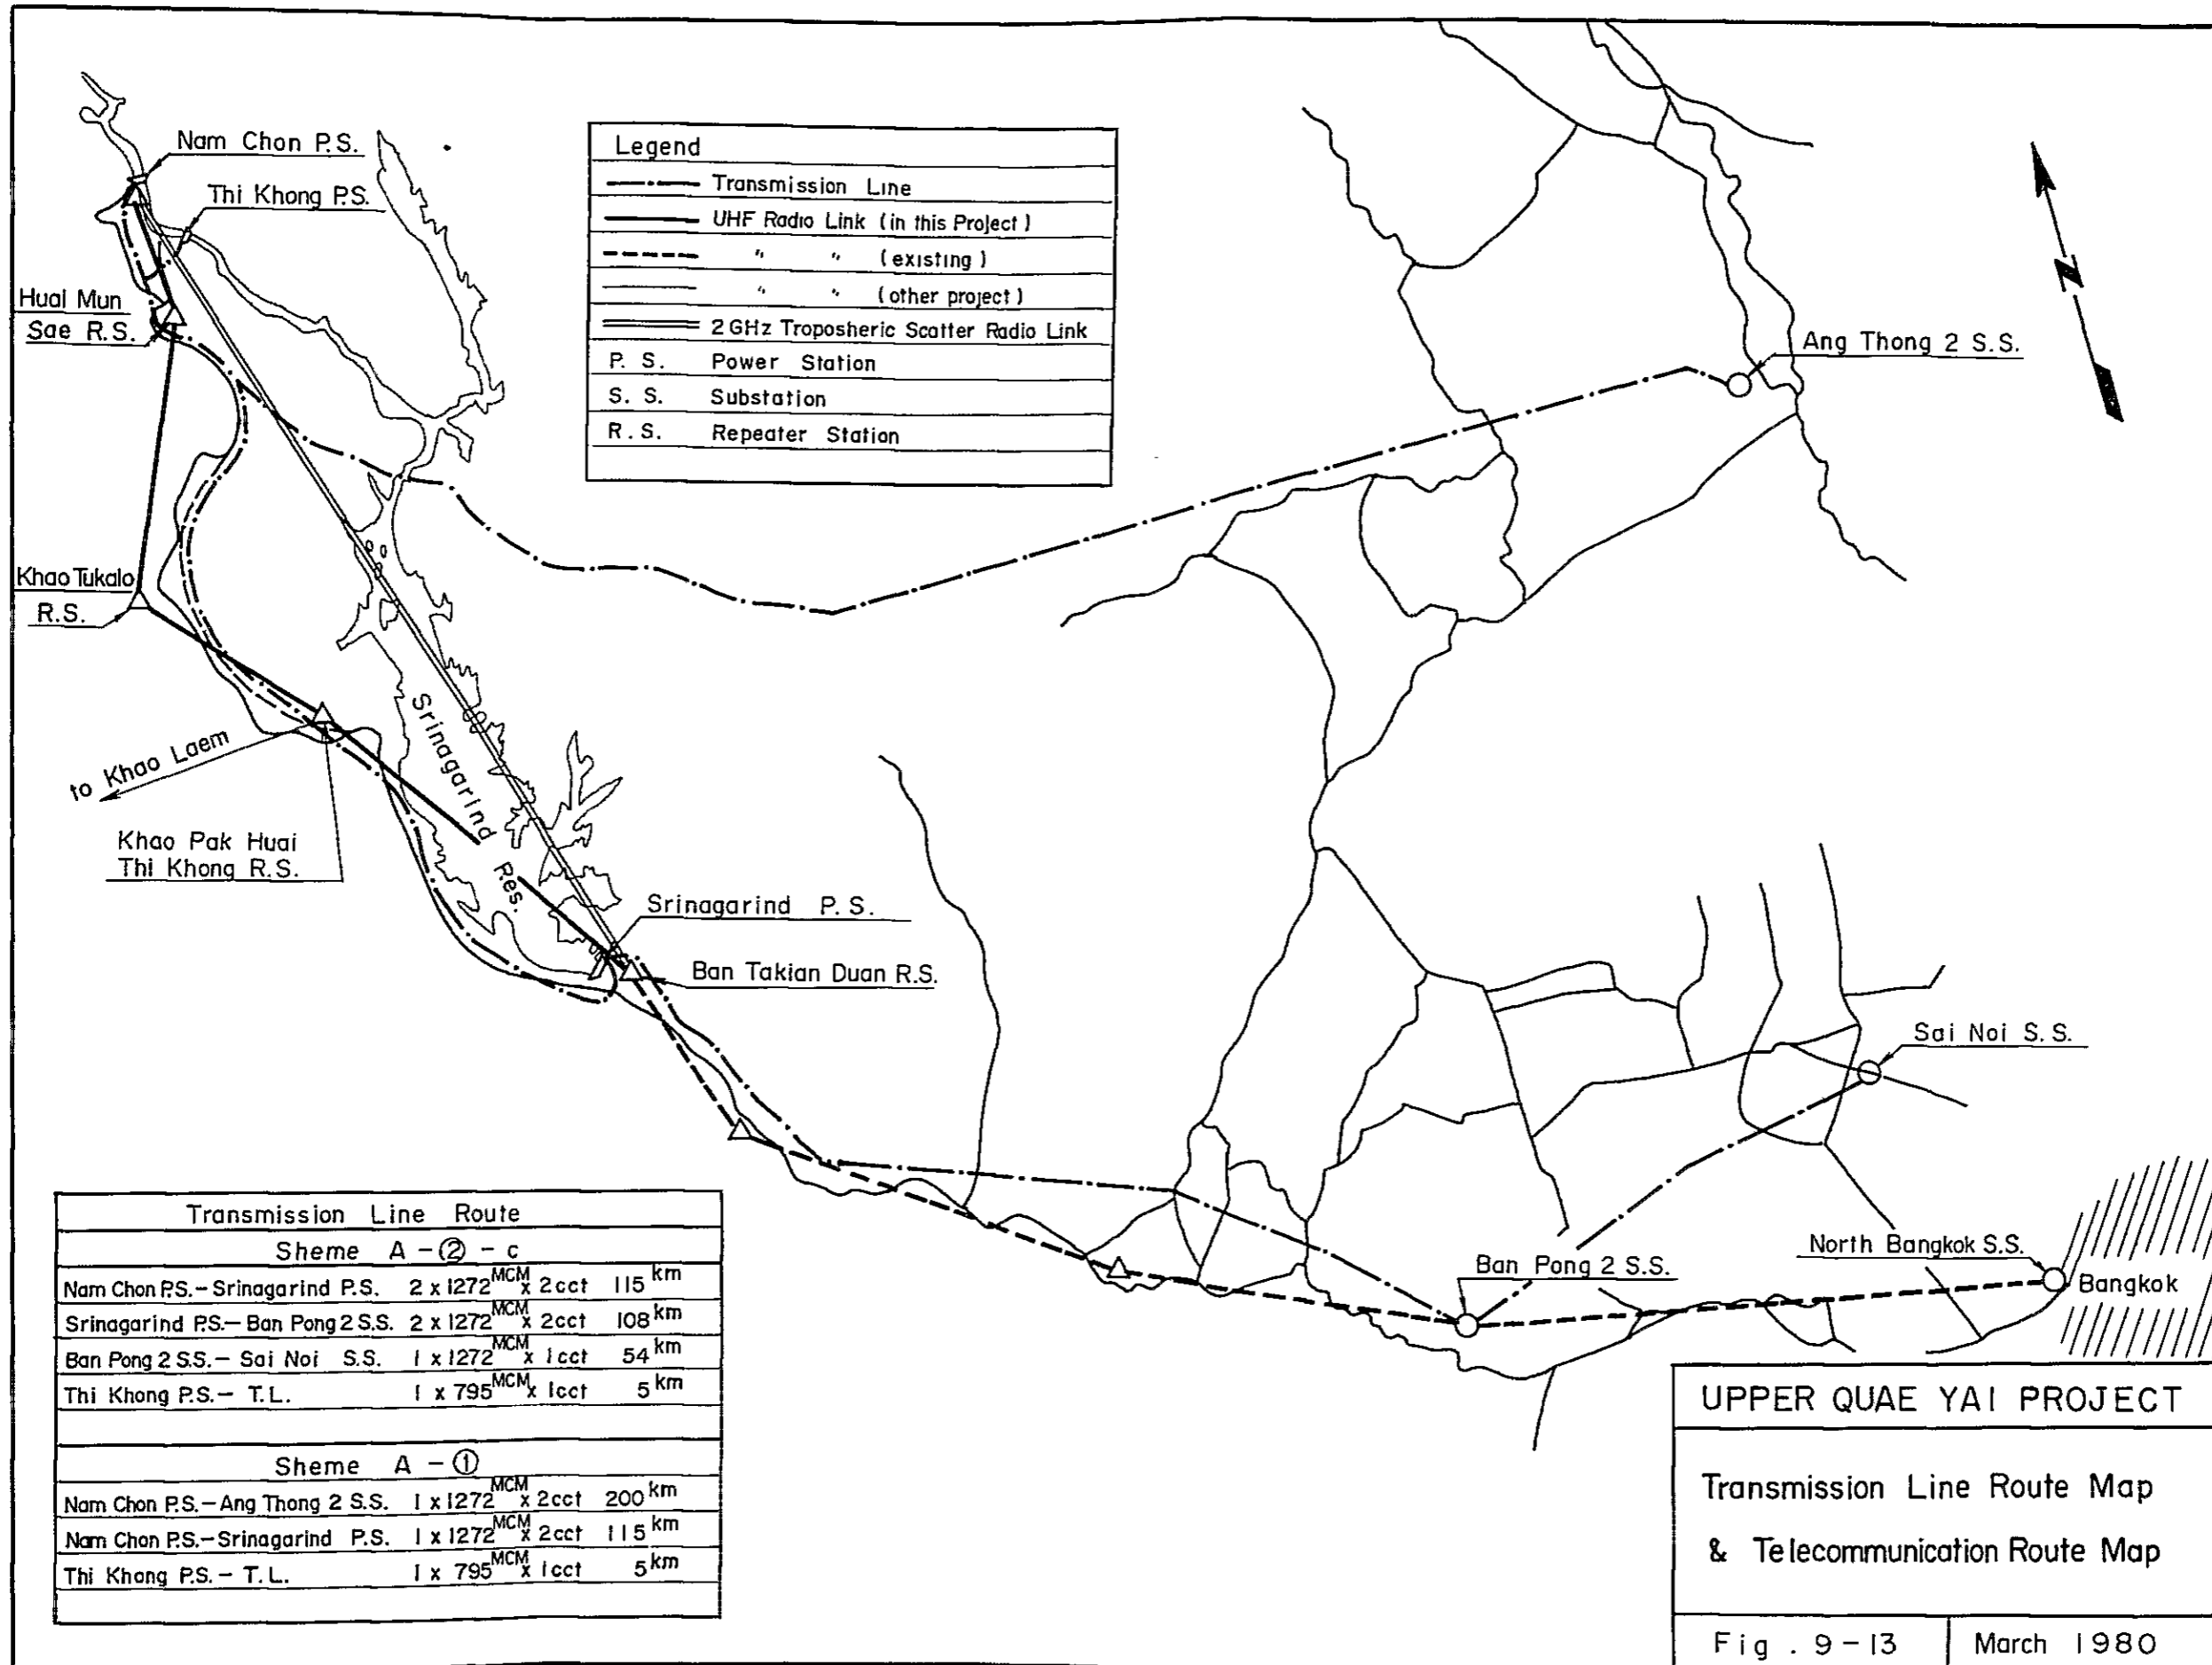 Nam Chon P.S.
Thi Khong P.S.
Hual Mun
Sae R.S.
Khao Tukalo
R.S.
to Khao Laem
Khao Pak Huai
Thi Khong R.S.
Srinagarind Res.
Srinagarind P.S.
Ban Takian Duan R.S.
Legend
Transmission Line
UHF Radio Link (in this Project)
" " (existing)
" " (other project)
2 GHz Troposheric Scatter Radio Link
P. S. Power Station
S. S. Substation
R. S. Repeater Station
N
Ang Thong 2 S.S.
Sai Noi S.S.
Ban Pong 2 S.S.
North Bangkok S.S.
Bangkok
Transmission Line Route
Sheme A - ② - c
Nam Chon P.S. - Srinagarind P.S. 2 x 1272 MCM x 2cct 115 km
Srinagarind P.S. - Ban Pong 2 S.S. 2 x 1272 MCM x 2cct 108 km
Ban Pong 2 S.S. - Sai Noi S.S. 1 x 1272 MCM x 1cct 54 km
Thi Khong P.S. - T.L. 1 x 795 MCM x 1cct 5 km
Sheme A - ①
Nam Chon P.S. - Ang Thong 2 S.S. 1 x 1272 MCM x 2cct 200 km
Nam Chon P.S. - Srinagarind P.S. 1 x 1272 MCM x 2cct 115 km
Thi Khong P.S. - T.L. 1 x 795 MCM x 1cct 5 km
UPPER QUAE YAI PROJECT
Transmission Line Route Map
& Telecommunication Route Map
Fig. 9-13 March 1980